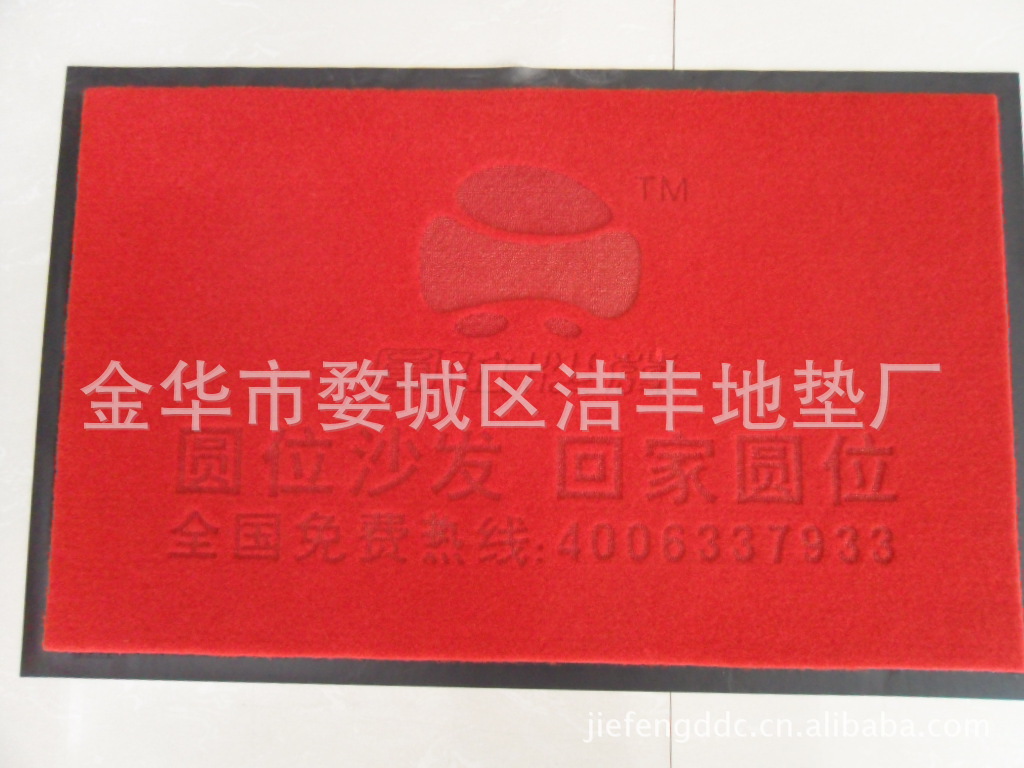 TM
金华市婺城区洁丰地垫厂
圆位沙发 回家圆位
全国免费热线:4006337933
jiefengddc.cn.alibaba.com